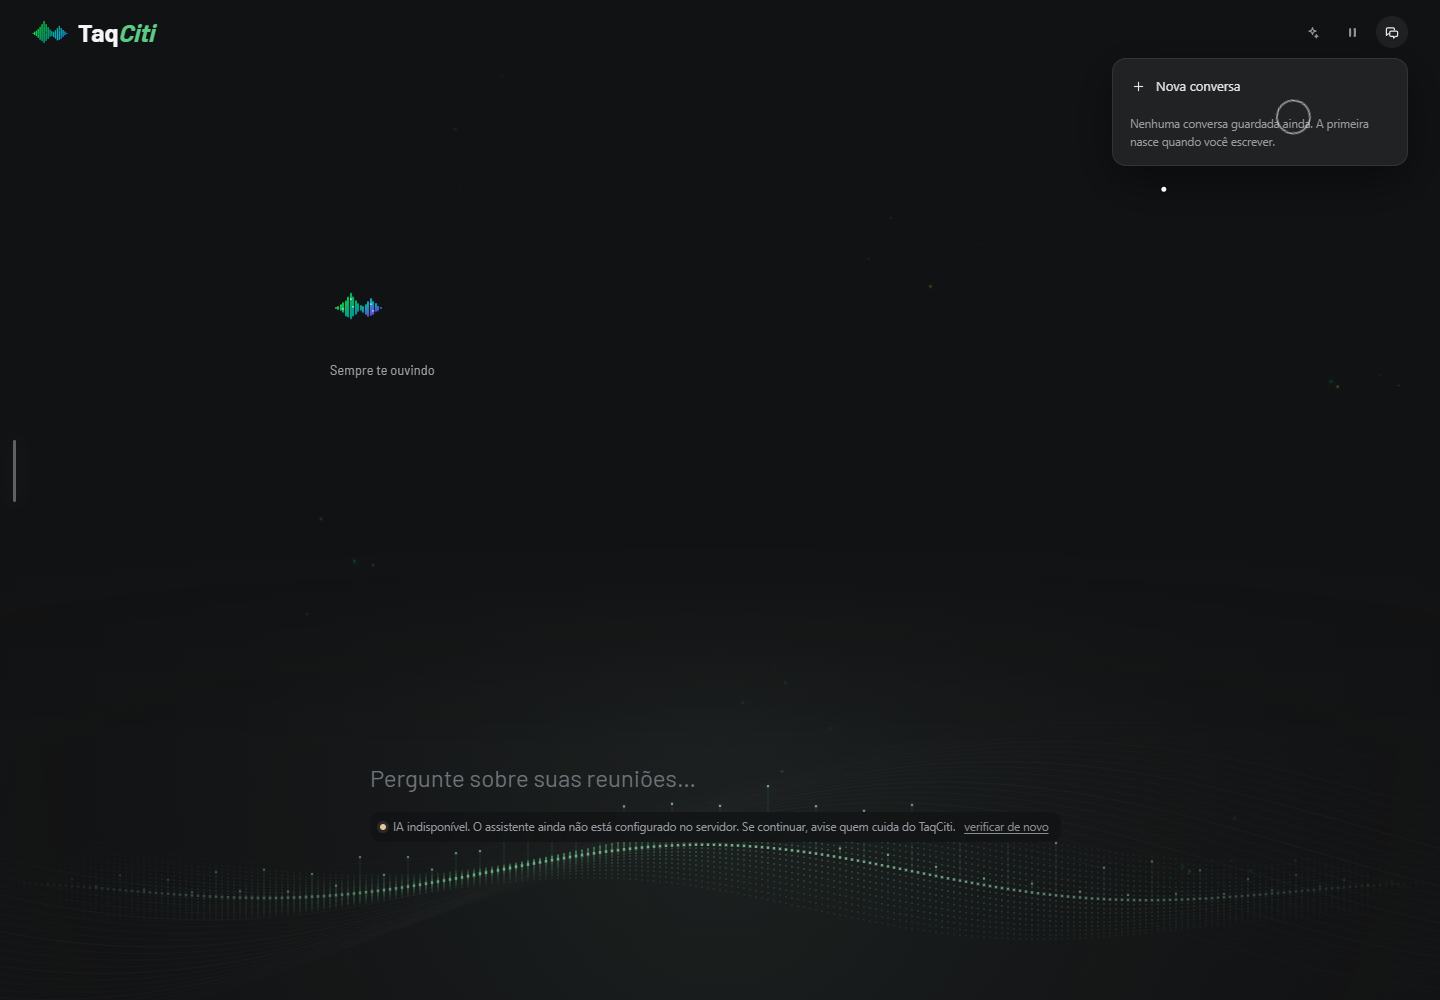 TaqCiti
Nova conversa
Nenhuma conversa guardada ainda. A primeira
nasce quando você escrever.
Sempre te ouvindo
Pergunte sobre suas reuniões...
IA indisponível. O assistente ainda não está configurado no servidor. Se continuar, avise quem cuida do TaqCiti. verificar de novo